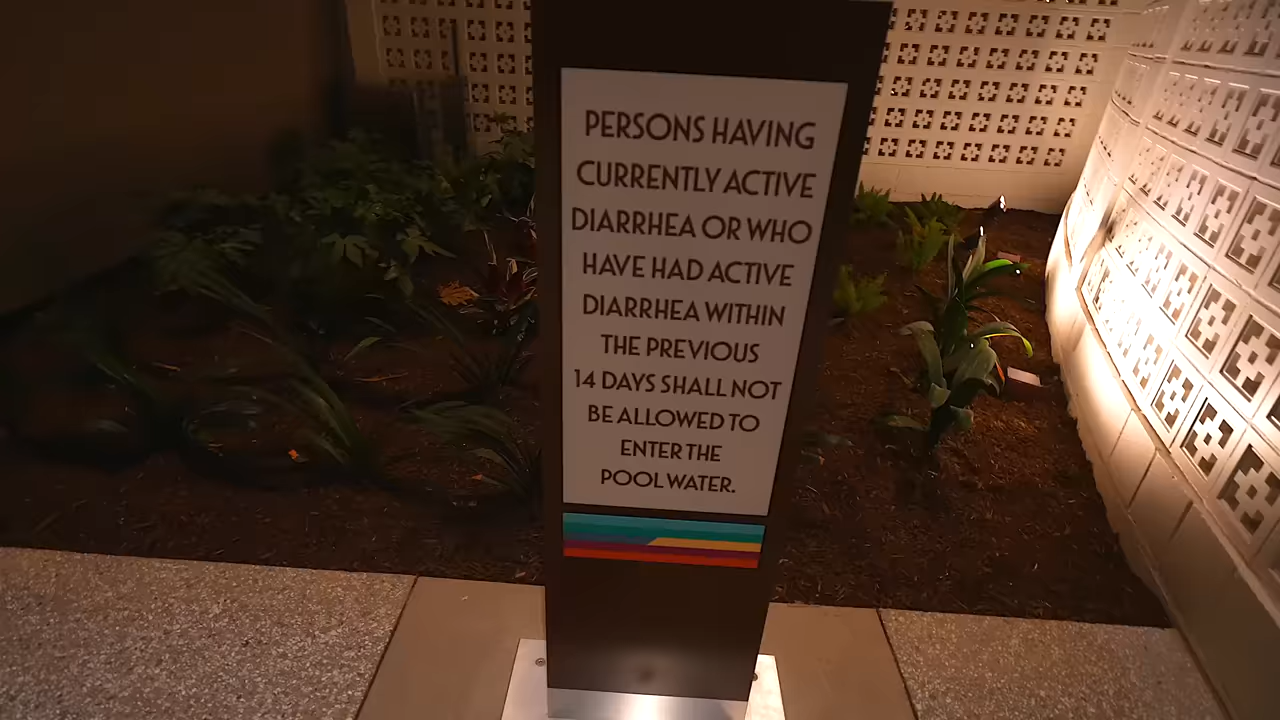 PERSONS HAVING
CURRENTLY ACTIVE
DIARRHEA OR WHO
HAVE HAD ACTIVE
DIARRHEA WITHIN
THE PREVIOUS
14 DAYS SHALL NOT
BE ALLOWED TO
ENTER THE
POOL WATER.